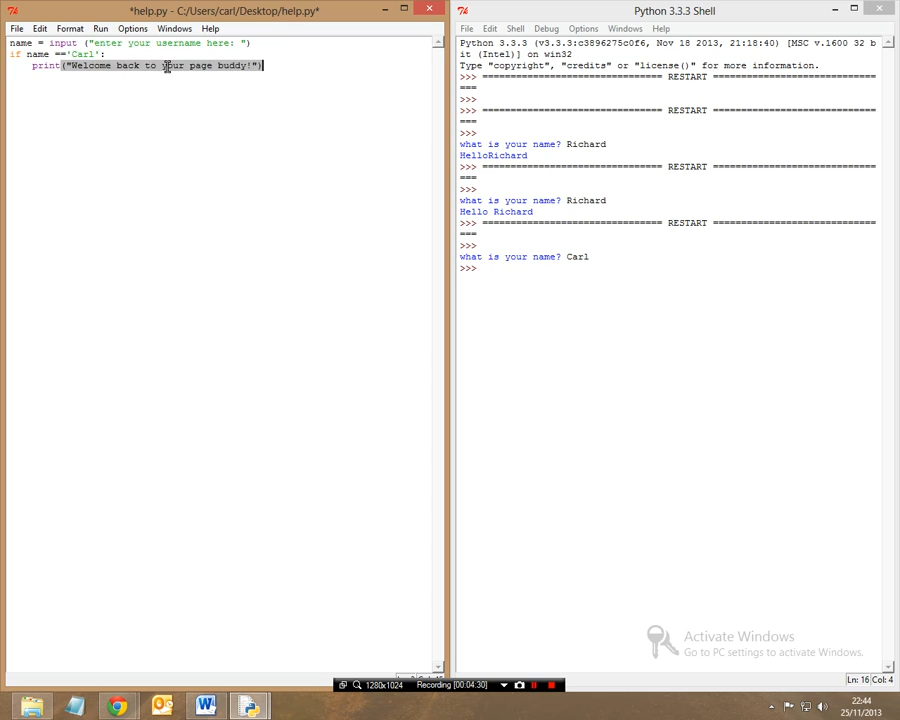 *help.py - C:/Users/carl/Desktop/help.py*
File Edit Format Run Options Windows Help
name = input ("enter your username here: ")
if name =='Carl':
print("Welcome back to your page buddy!")
Python 3.3.3 Shell
File Edit Shell Debug Options Windows Help
Python 3.3.3 (v3.3.3:c3896275c0f6, Nov 18 2013, 21:18:40) [MSC v.1600 32 b
it (Intel)] on win32
Type "copyright", "credits" or "license()" for more information.
>>> ================================ RESTART =============================
===
>>>
>>> ================================ RESTART =============================
===
>>>
what is your name? Richard
HelloRichard
>>> ================================ RESTART =============================
===
>>>
what is your name? Richard
Hello Richard
>>> ================================ RESTART =============================
===
>>>
what is your name? Carl
>>>
Activate Windows
Go to PC settings to activate Windows.
Ln: 16 Col: 4
1280x1024 Recording [00:04:30]
22:44
25/11/2013